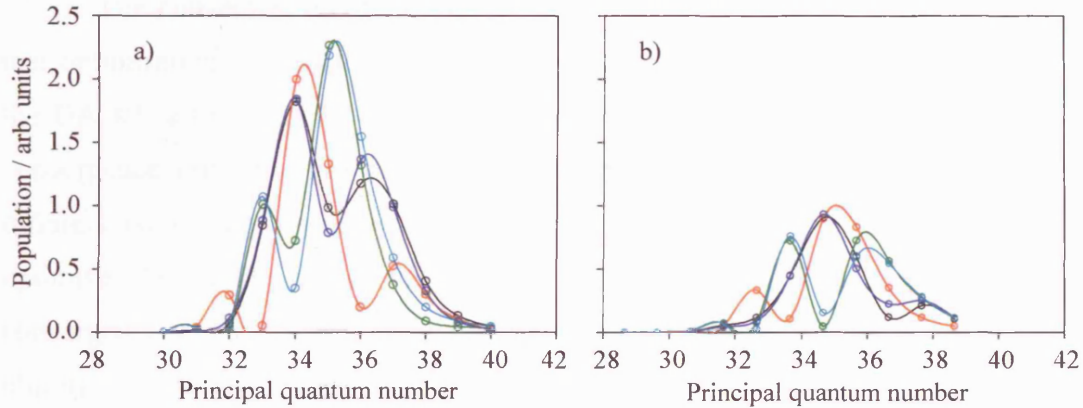 2.5
a)
b)
2.0
1.5
1.0
0.5
0.0
Population / arb. units
28 30 32 34 36 38 40 42
28 30 32 34 36 38 40 42
Principal quantum number
Principal quantum number